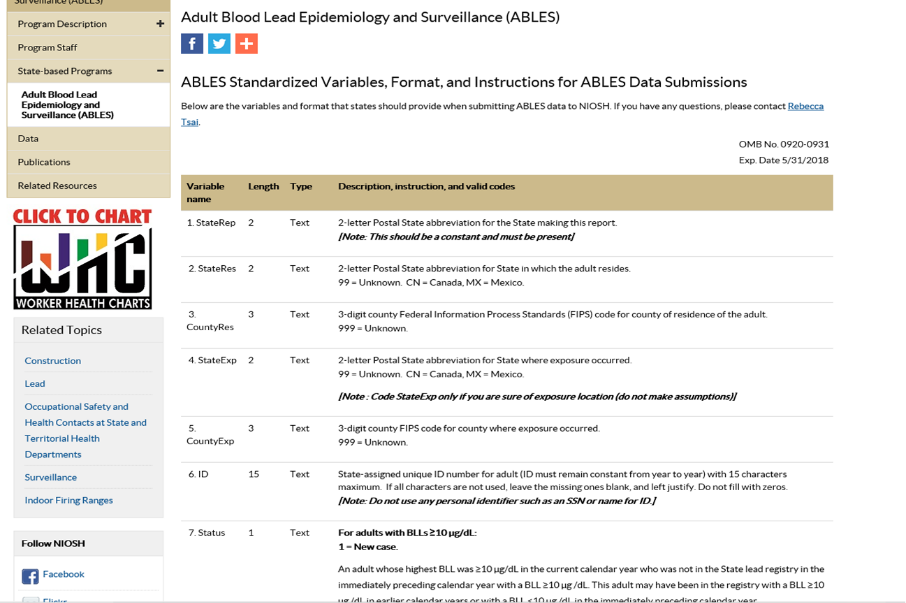 Surveillance (ABLES)
Program Description +
Program Staff
State-based Programs −
Adult Blood Lead
Epidemiology and
Surveillance (ABLES)
Data
Publications
Related Resources
CLICK TO CHART
WHC
WORKER HEALTH CHARTS
Related Topics
Construction
Lead
Occupational Safety and
Health Contacts at State and
Territorial Health
Departments
Surveillance
Indoor Firing Ranges
Follow NIOSH
Facebook
Flickr
Adult Blood Lead Epidemiology and Surveillance (ABLES)
ABLES Standardized Variables, Format, and Instructions for ABLES Data Submissions
Below are the variables and format that states should provide when submitting ABLES data to NIOSH. If you have any questions, please contact Rebecca
Tsai.
OMB No. 0920-0931
Exp. Date 5/31/2018
Variable name Length Type Description, instruction, and valid codes
1. StateRep 2 Text 2-letter Postal State abbreviation for the State making this report.
[Note: This should be a constant and must be present]
2. StateRes 2 Text 2-letter Postal State abbreviation for State in which the adult resides.
99 = Unknown. CN = Canada, MX = Mexico.
3. CountyRes 3 Text 3-digit county Federal Information Process Standards (FIPS) code for county of residence of the adult.
999 = Unknown.
4. StateExp 2 Text 2-letter Postal State abbreviation for State where exposure occurred.
99 = Unknown. CN = Canada, MX = Mexico.
[Note : Code StateExp only if you are sure of exposure location (do not make assumptions)]
5. CountyExp 3 Text 3-digit county FIPS code for county where exposure occurred.
999 = Unknown.
6. ID 15 Text State-assigned unique ID number for adult (ID must remain constant from year to year) with 15 characters
maximum. If all characters are not used, leave the missing ones blank, and left justify. Do not fill with zeros.
[Note: Do not use any personal identifier such as an SSN or name for ID.]
7. Status 1 Text For adults with BLLs ≥10 µg/dL:
1 = New case.
An adult whose highest BLL was ≥10 µg/dL in the current calendar year who was not in the State lead registry in the
immediately preceding calendar year with a BLL ≥10 µg /dL. This adult may have been in the registry with a BLL ≥10
µg /dL in earlier calendar years or with a BLL <10 µg /dL in the immediately preceding calendar year.